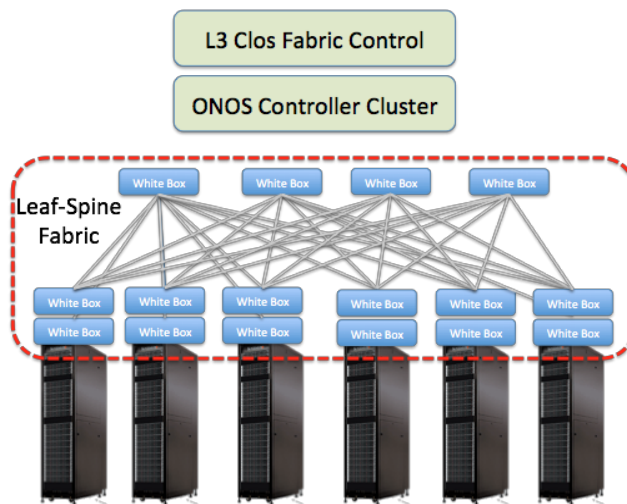 L3 Clos Fabric Control
ONOS Controller Cluster
White Box White Box White Box White Box
Leaf-Spine
Fabric
White Box White Box White Box White Box White Box White Box
White Box White Box White Box White Box White Box White Box